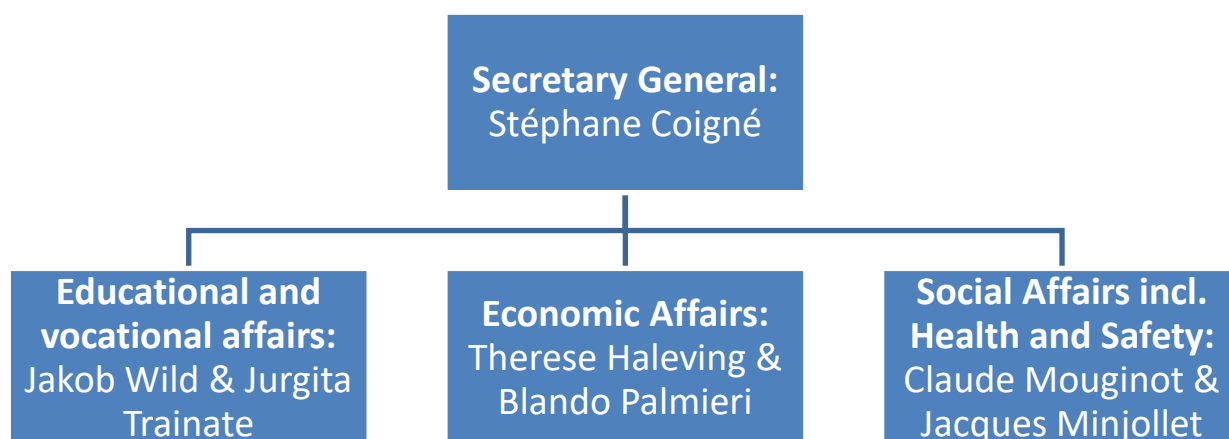 Secretary General:
Stéphane Coigné
Educational and
vocational affairs:
Jakob Wild & Jurgita
Trainate
Economic Affairs:
Therese Haleving &
Blando Palmieri
Social Affairs incl.
Health and Safety:
Claude Mouginot &
Jacques Minjollet